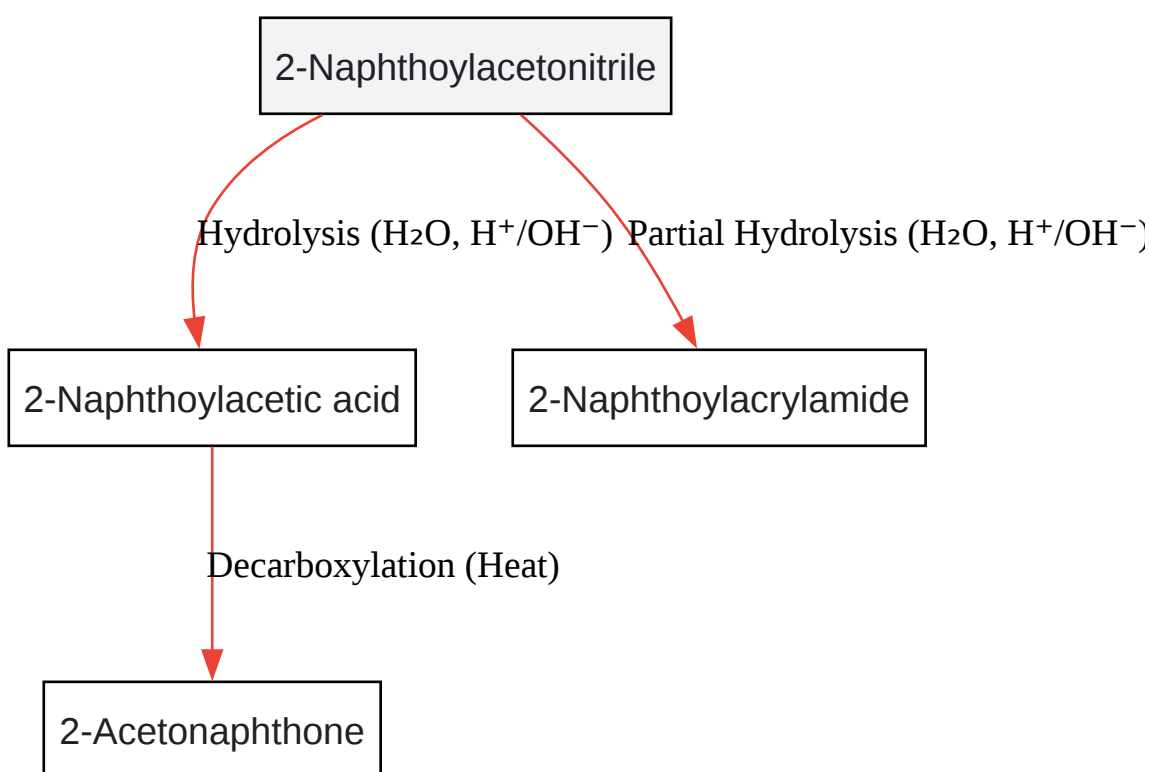 2-Naphthoylacetonitrile
Hydrolysis (H₂O, H⁺/OH⁻)
Partial Hydrolysis (H₂O, H⁺/OH⁻)
2-Naphthoylacetic acid
2-Naphthoylacrylamide
Decarboxylation (Heat)
2-Acetonaphthone